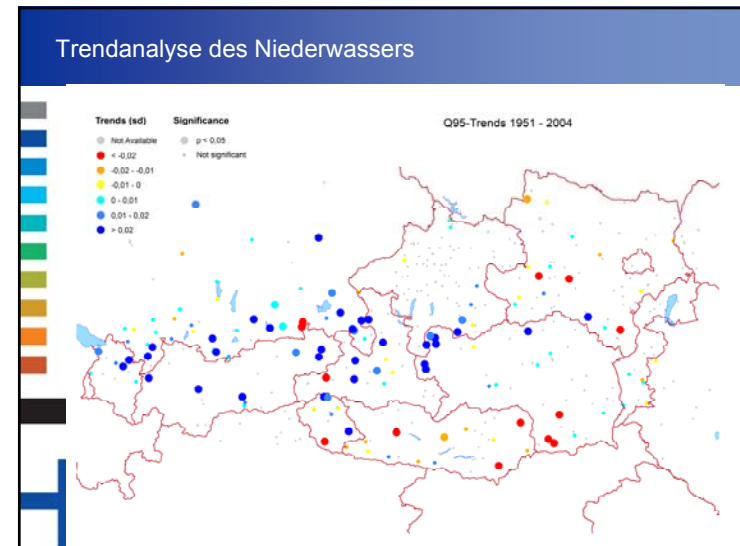 Trendanalyse des Niederwassers
Trends (sd) Significance
Q95-Trends 1951 - 2004
Not Available p < 0,05
< -0,02 Not significant
-0,02 - -0,01
-0,01 - 0
0 - 0,01
0,01 - 0,02
> 0,02